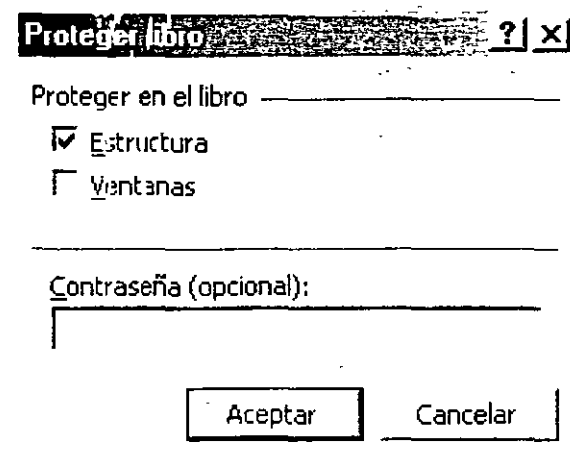 Proteger libro ? ×
Proteger en el libro
Estructura
Ventanas
Contraseña (opcional):
Aceptar Cancelar